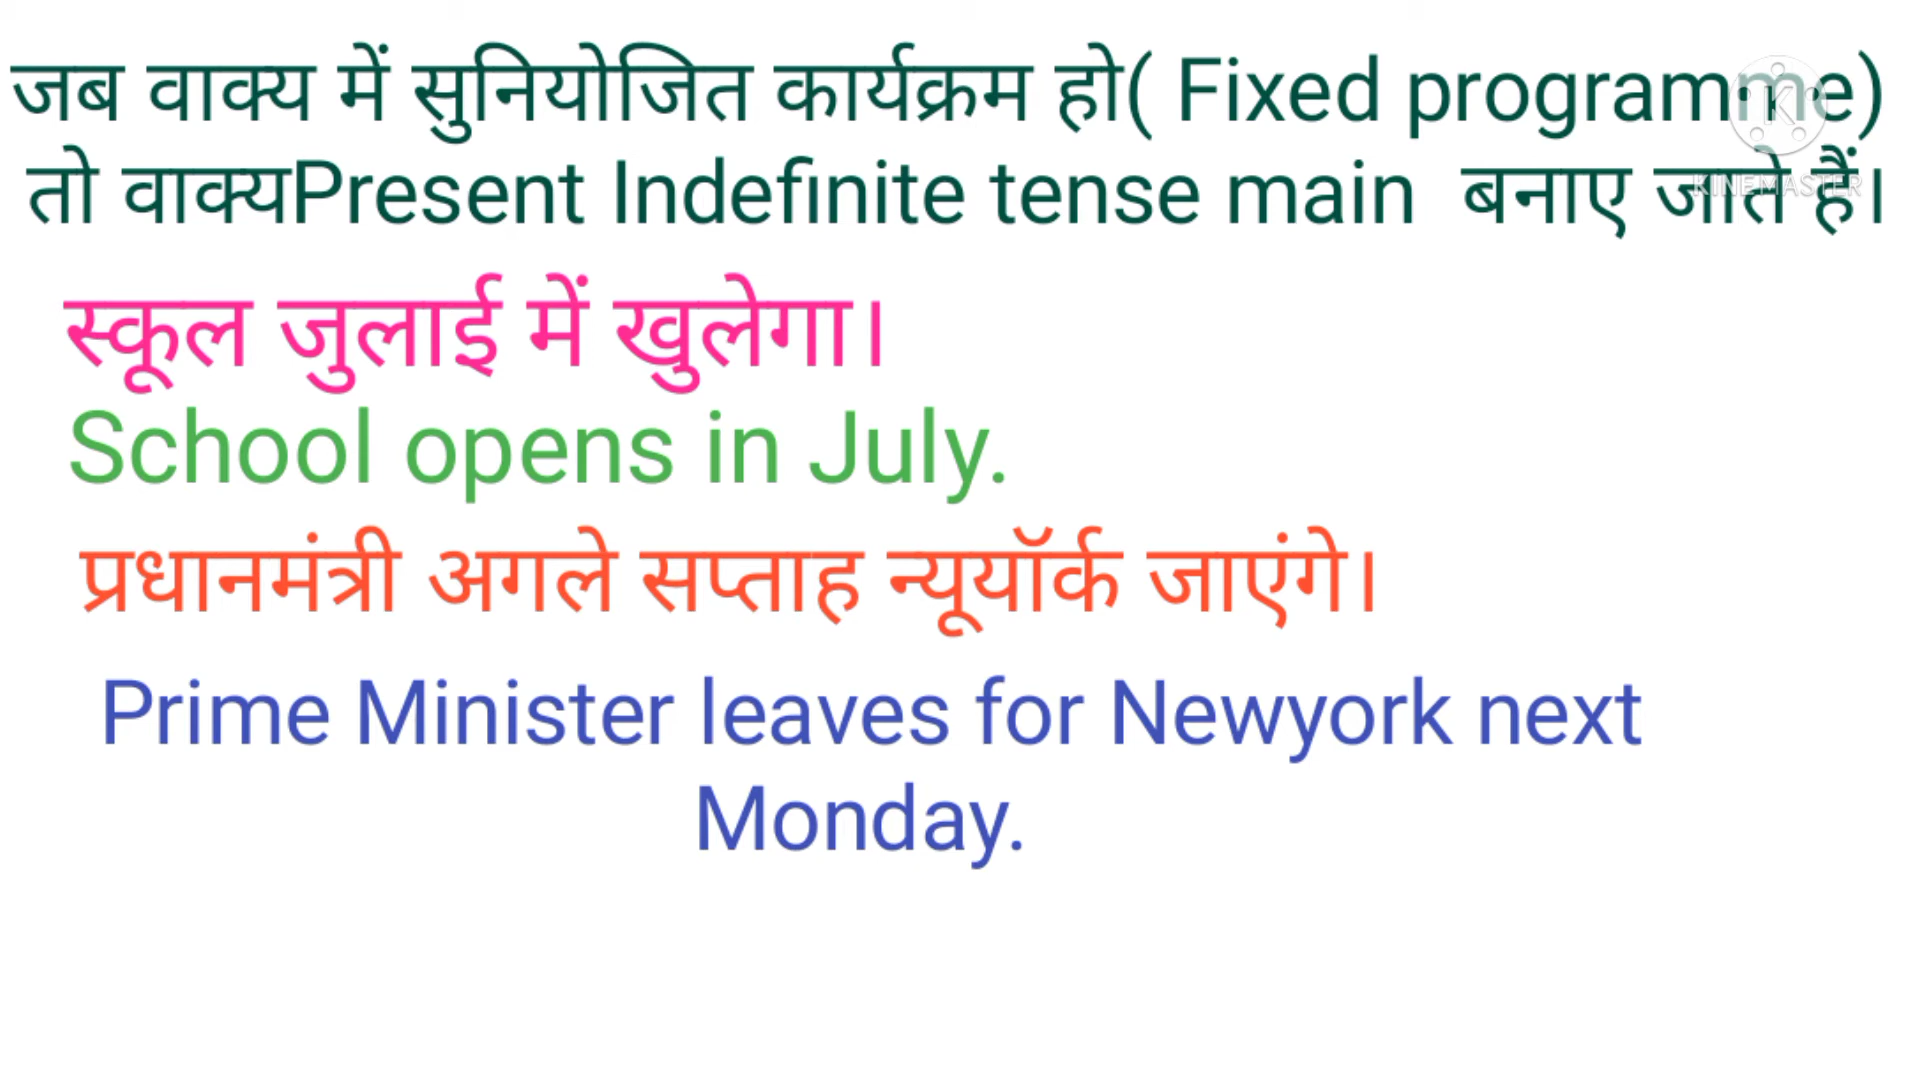 जब वाक्य में सुनियोजित कार्यक्रम हो( Fixed programme)
तो वाक्यPresent Indefinite tense main बनाए जाते हैं।
KINEMASTER
स्कूल जुलाई में खुलेगा।
School opens in July.
प्रधानमंत्री अगले सप्ताह न्यूयॉर्क जाएंगे।
Prime Minister leaves for Newyork next
Monday.